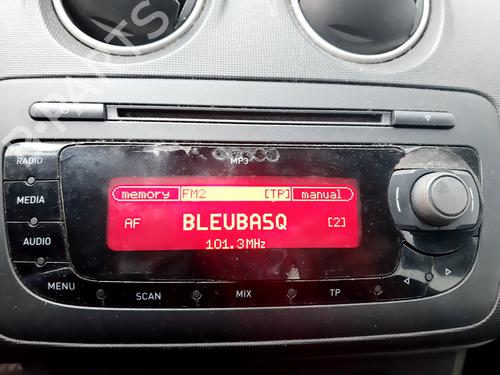 RADIO
MP3
memory FM2 [TP] manual
MEDIA
AF BLEUBASQ [2]
101.3MHz
AUDIO
MENU SCAN MIX TP